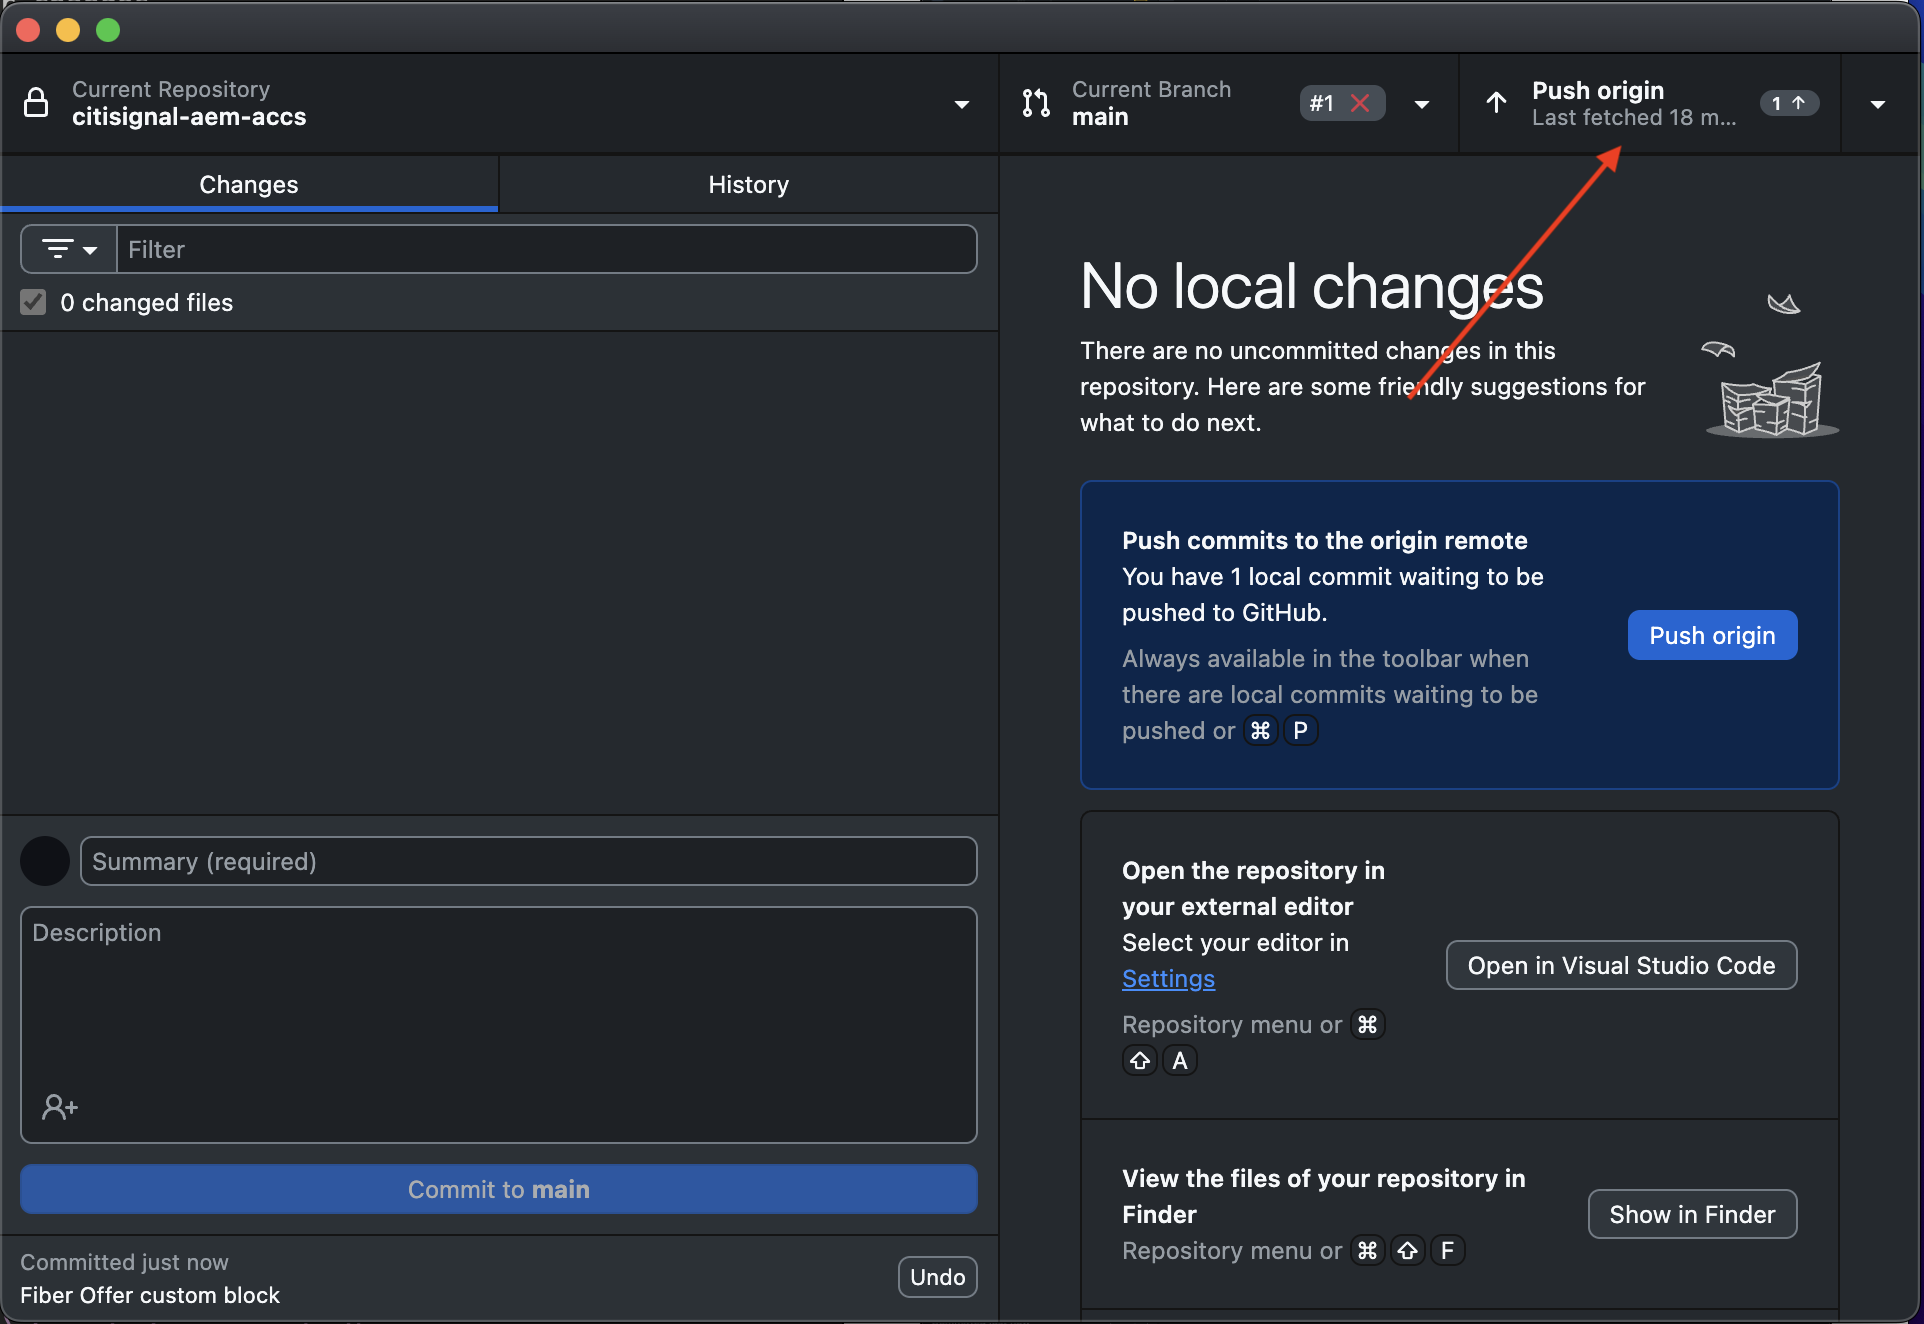 Current Repository
citisignal-aem-accs
Current Branch
main
#1
Push origin
Last fetched 18 m...
1
Changes
History
Filter
0 changed files
No local changes
There are no uncommitted changes in this
repository. Here are some friendly suggestions for
what to do next.
Push commits to the origin remote
You have 1 local commit waiting to be
pushed to GitHub.
Always available in the toolbar when
there are local commits waiting to be
pushed or ⌘ P
Push origin
Open the repository in
your external editor
Select your editor in
Settings
Repository menu or ⌘
⇧ A
Open in Visual Studio Code
View the files of your repository in
Finder
Repository menu or ⌘ ⇧ F
Show in Finder
Summary (required)
Description
Commit to main
Committed just now
Fiber Offer custom block
Undo